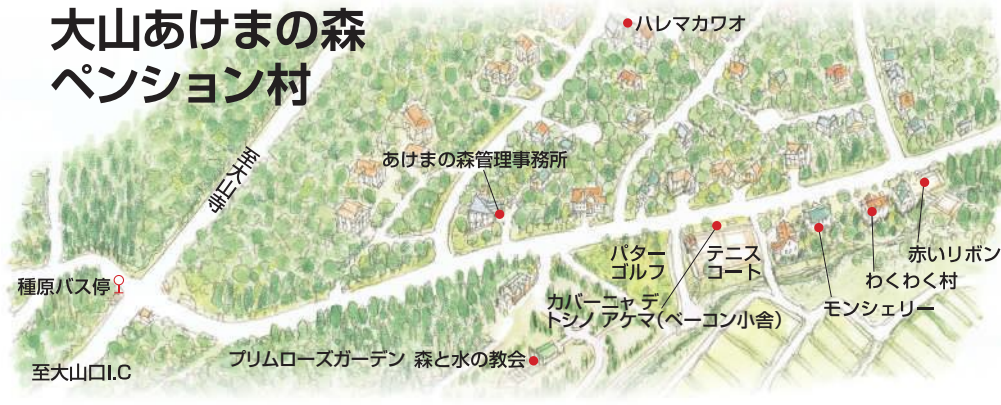 大山あけまの森
ペンション村
ハレマカワオ
至大山寺
あけまの森管理事務所
種原バス停
パター
ゴルフ
テニス
コート
赤いリボン
わくわく村
モンシェリー
カバーニャ デ
トシノ アケマ(ベーコン小舎)
プリムローズガーデン 森と水の教会
至大山口I.C